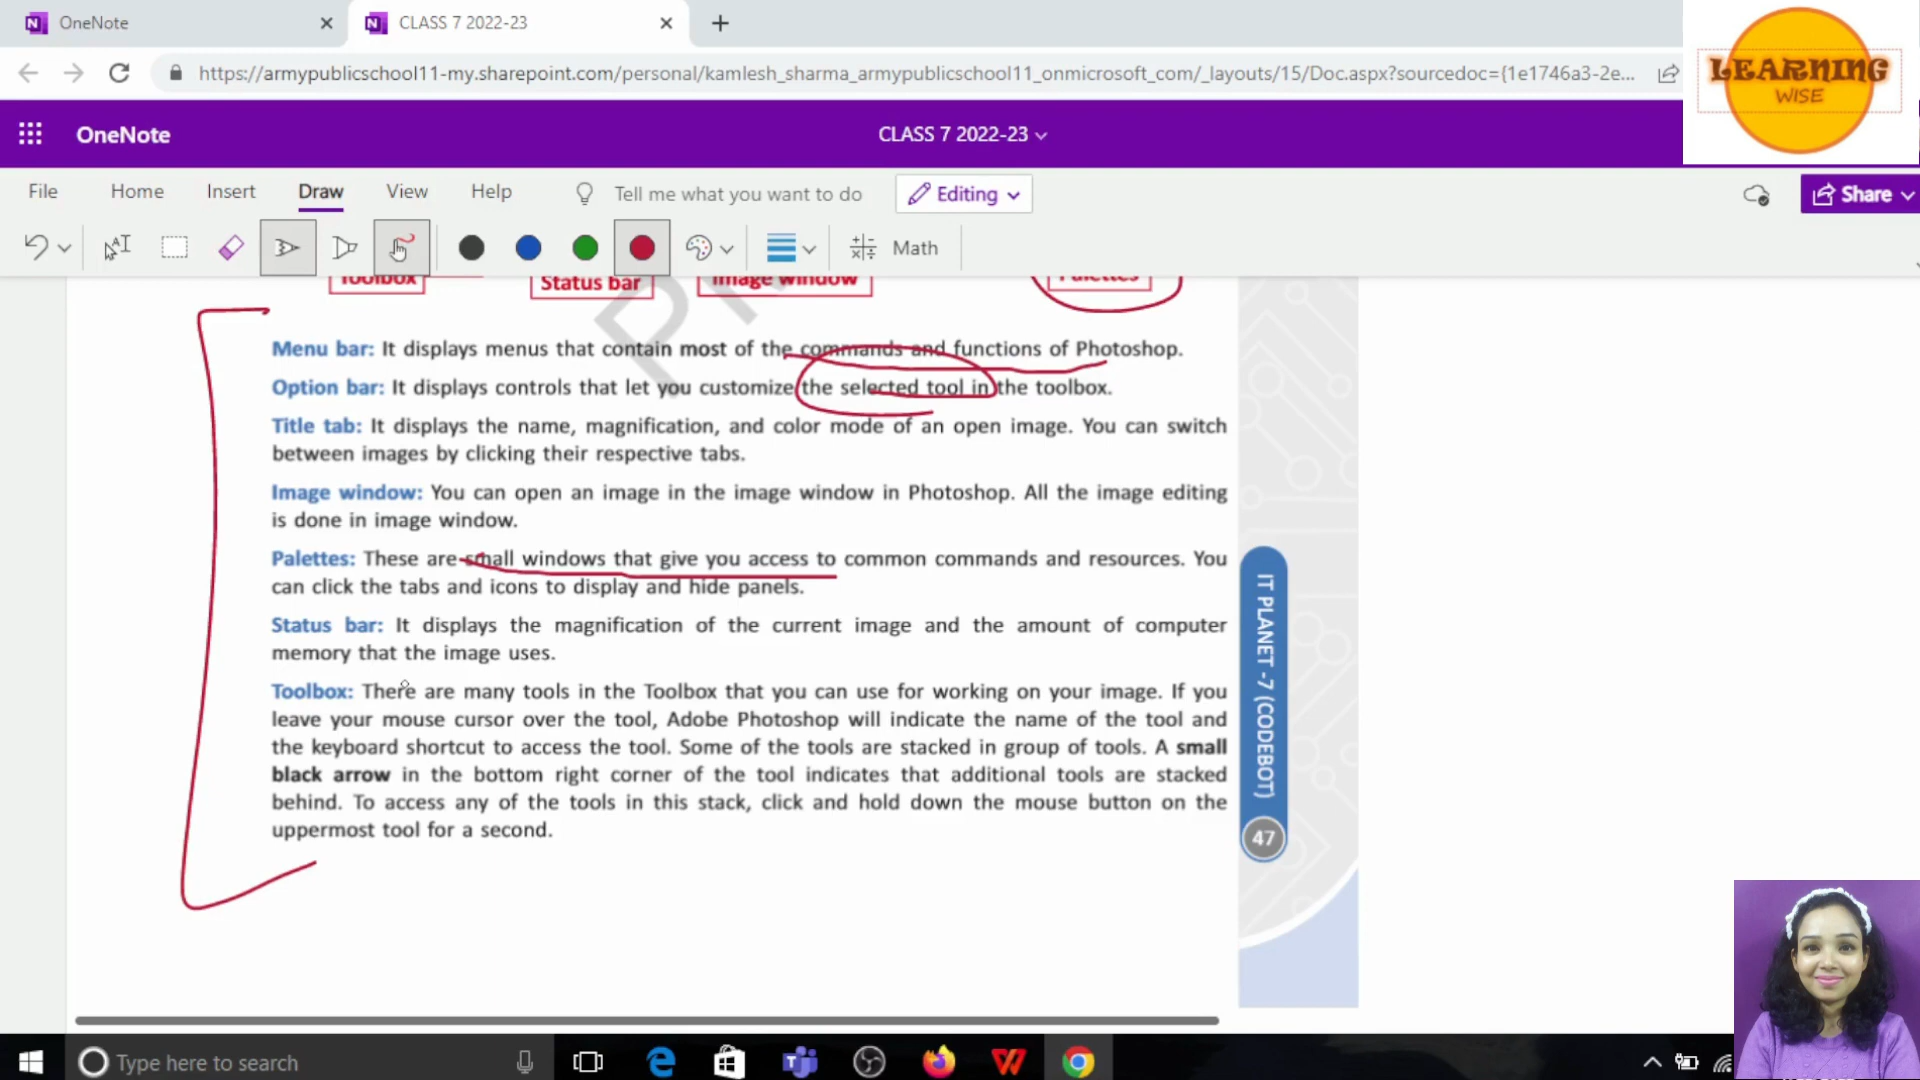 OneNote
CLASS 7 2022-23
https://armypublicschool11-my.sharepoint.com/personal/kamlesh_sharma_armypublicschool11_onmicrosoft_com/_layouts/15/Doc.aspx?sourcedoc={1e1746a3-2e...
LEARNING
WISE
OneNote
CLASS 7 2022-23
File Home Insert Draw View Help Tell me what you want to do Editing Share
Math
Toolbox Status bar Image window Palettes
Menu bar: It displays menus that contain most of the commands and functions of Photoshop.
Option bar: It displays controls that let you customize the selected tool in the toolbox.
Title tab: It displays the name, magnification, and color mode of an open image. You can switch
between images by clicking their respective tabs.
Image window: You can open an image in the image window in Photoshop. All the image editing
is done in image window.
Palettes: These are small windows that give you access to common commands and resources. You
can click the tabs and icons to display and hide panels.
Status bar: It displays the magnification of the current image and the amount of computer
memory that the image uses.
Toolbox: There are many tools in the Toolbox that you can use for working on your image. If you
leave your mouse cursor over the tool, Adobe Photoshop will indicate the name of the tool and
the keyboard shortcut to access the tool. Some of the tools are stacked in group of tools. A small
black arrow in the bottom right corner of the tool indicates that additional tools are stacked
behind. To access any of the tools in this stack, click and hold down the mouse button on the
uppermost tool for a second.
IT PLANET -7 (CODEBOT)
47
Type here to search